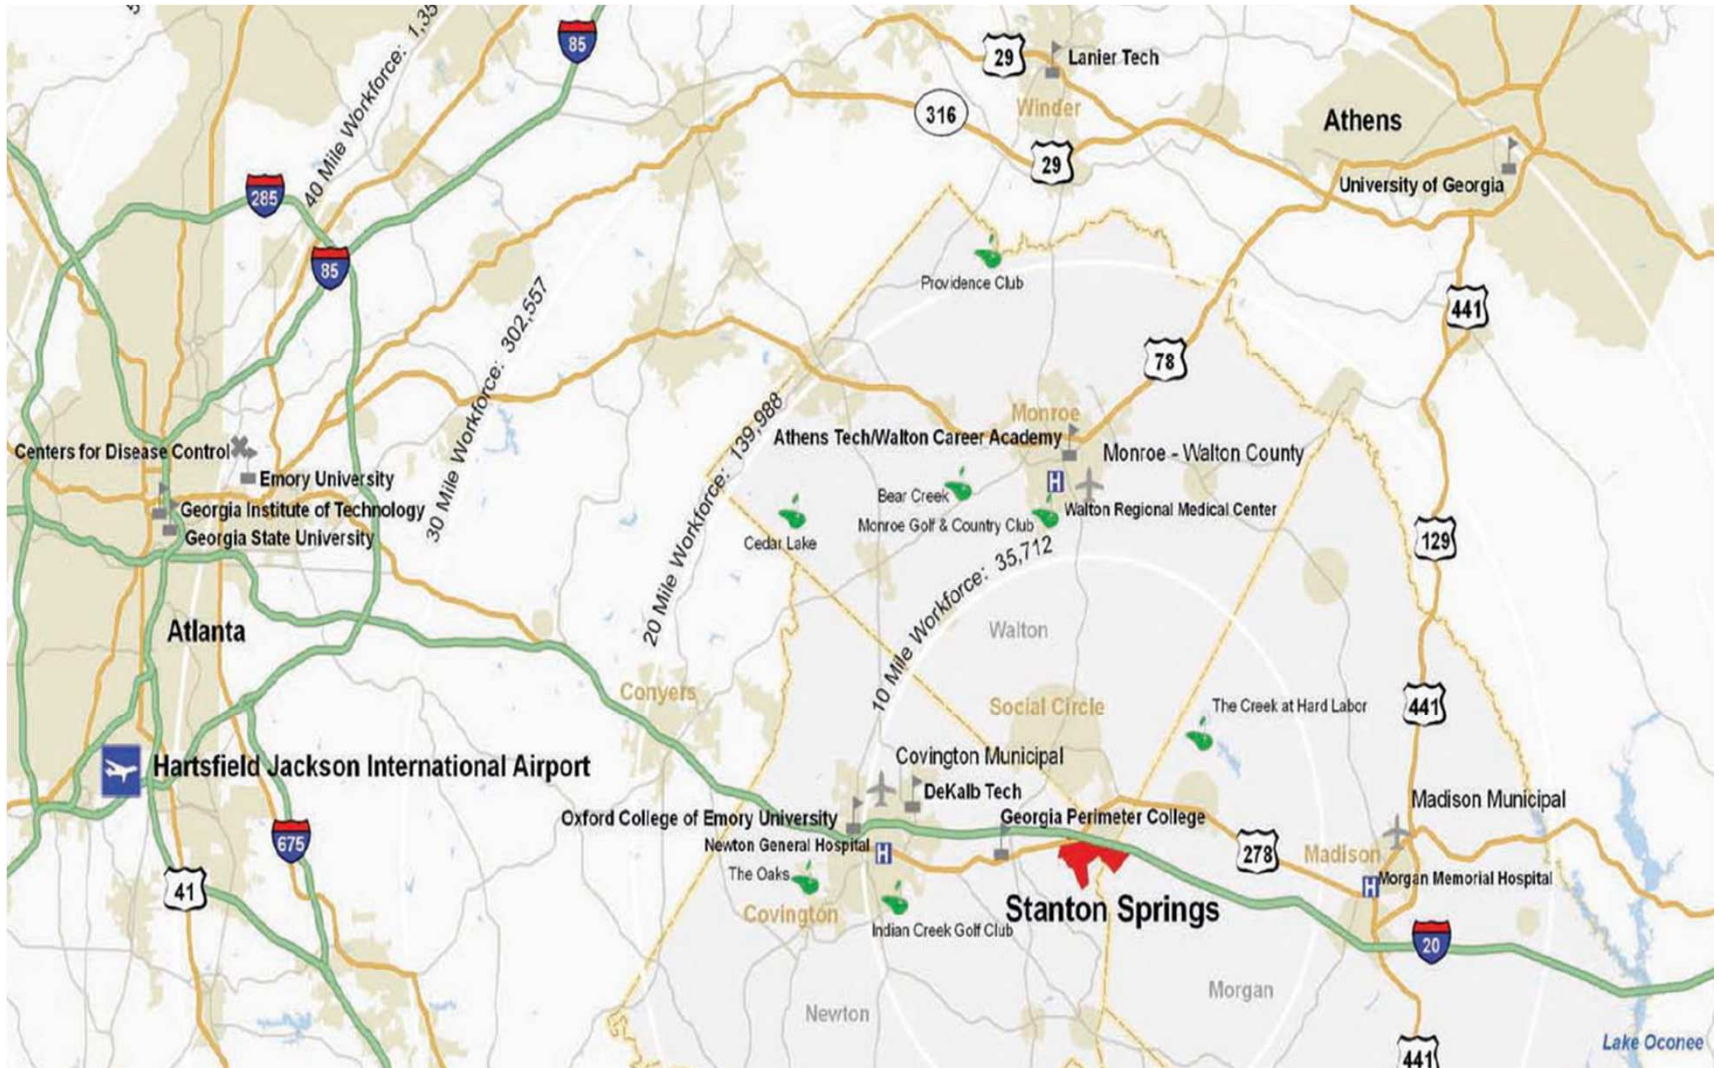 40 Mile Workforce: 1,35
85
29
Lanier Tech
Winder
316
Athens
29
University of Georgia
285
85
Providence Club
441
30 Mile Workforce: 302,557
78
20 Mile Workforce: 139,988
Monroe
Athens Tech/Walton Career Academy
Monroe - Walton County
Centers for Disease Control
Emory University
Georgia Institute of Technology
Georgia State University
Bear Creek
H
Walton Regional Medical Center
Monroe Golf & Country Club
Cedar Lake
129
10 Mile Workforce: 35,712
Atlanta
Walton
Conyers
Social Circle
The Creek at Hard Labor
441
Covington Municipal
Hartsfield Jackson International Airport
DeKalb Tech
Madison Municipal
Oxford College of Emory University
Georgia Perimeter College
675
Newton General Hospital
H
278
Madison
The Oaks
H
Morgan Memorial Hospital
41
Covington
Stanton Springs
Indian Creek Golf Club
20
Morgan
Newton
Lake Oconee
441